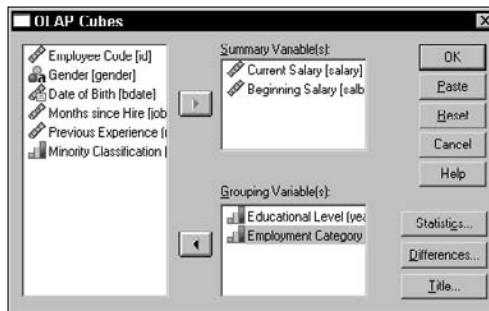 OLAP Cubes
Employee Code [id]
Gender [gender]
Date of Birth [bdate]
Months since Hire [job
Previous Experience [
Minority Classification [
Summary Variable(s):
Current Salary [salary]
Beginning Salary [salb
Grouping Variable(s):
Educational Level (yea
Employment Category
OK
Paste
Reset
Cancel
Help
Statistics...
Differences...
Title...